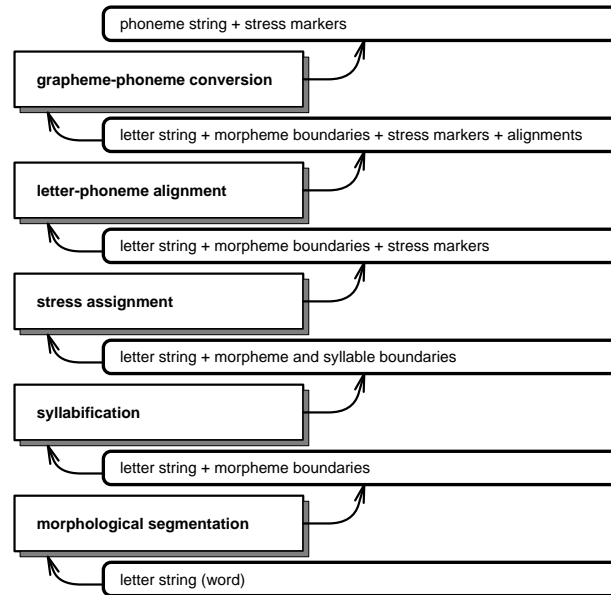 phoneme string + stress markers
grapheme-phoneme conversion
letter string + morpheme boundaries + stress markers + alignments
letter-phoneme alignment
letter string + morpheme boundaries + stress markers
stress assignment
letter string + morpheme and syllable boundaries
syllabification
letter string + morpheme boundaries
morphological segmentation
letter string (word)